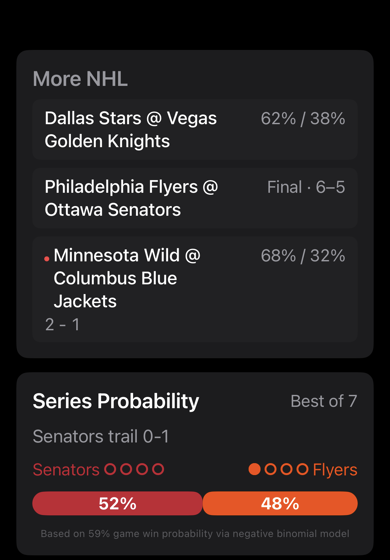 More NHL
Dallas Stars @ Vegas 62% / 38%
Golden Knights
Philadelphia Flyers @ Final · 6–5
Ottawa Senators
Minnesota Wild @ 68% / 32%
Columbus Blue
Jackets
2 - 1
Series Probability Best of 7
Senators trail 0-1
Senators Flyers
52% 48%
Based on 59% game win probability via negative binomial model